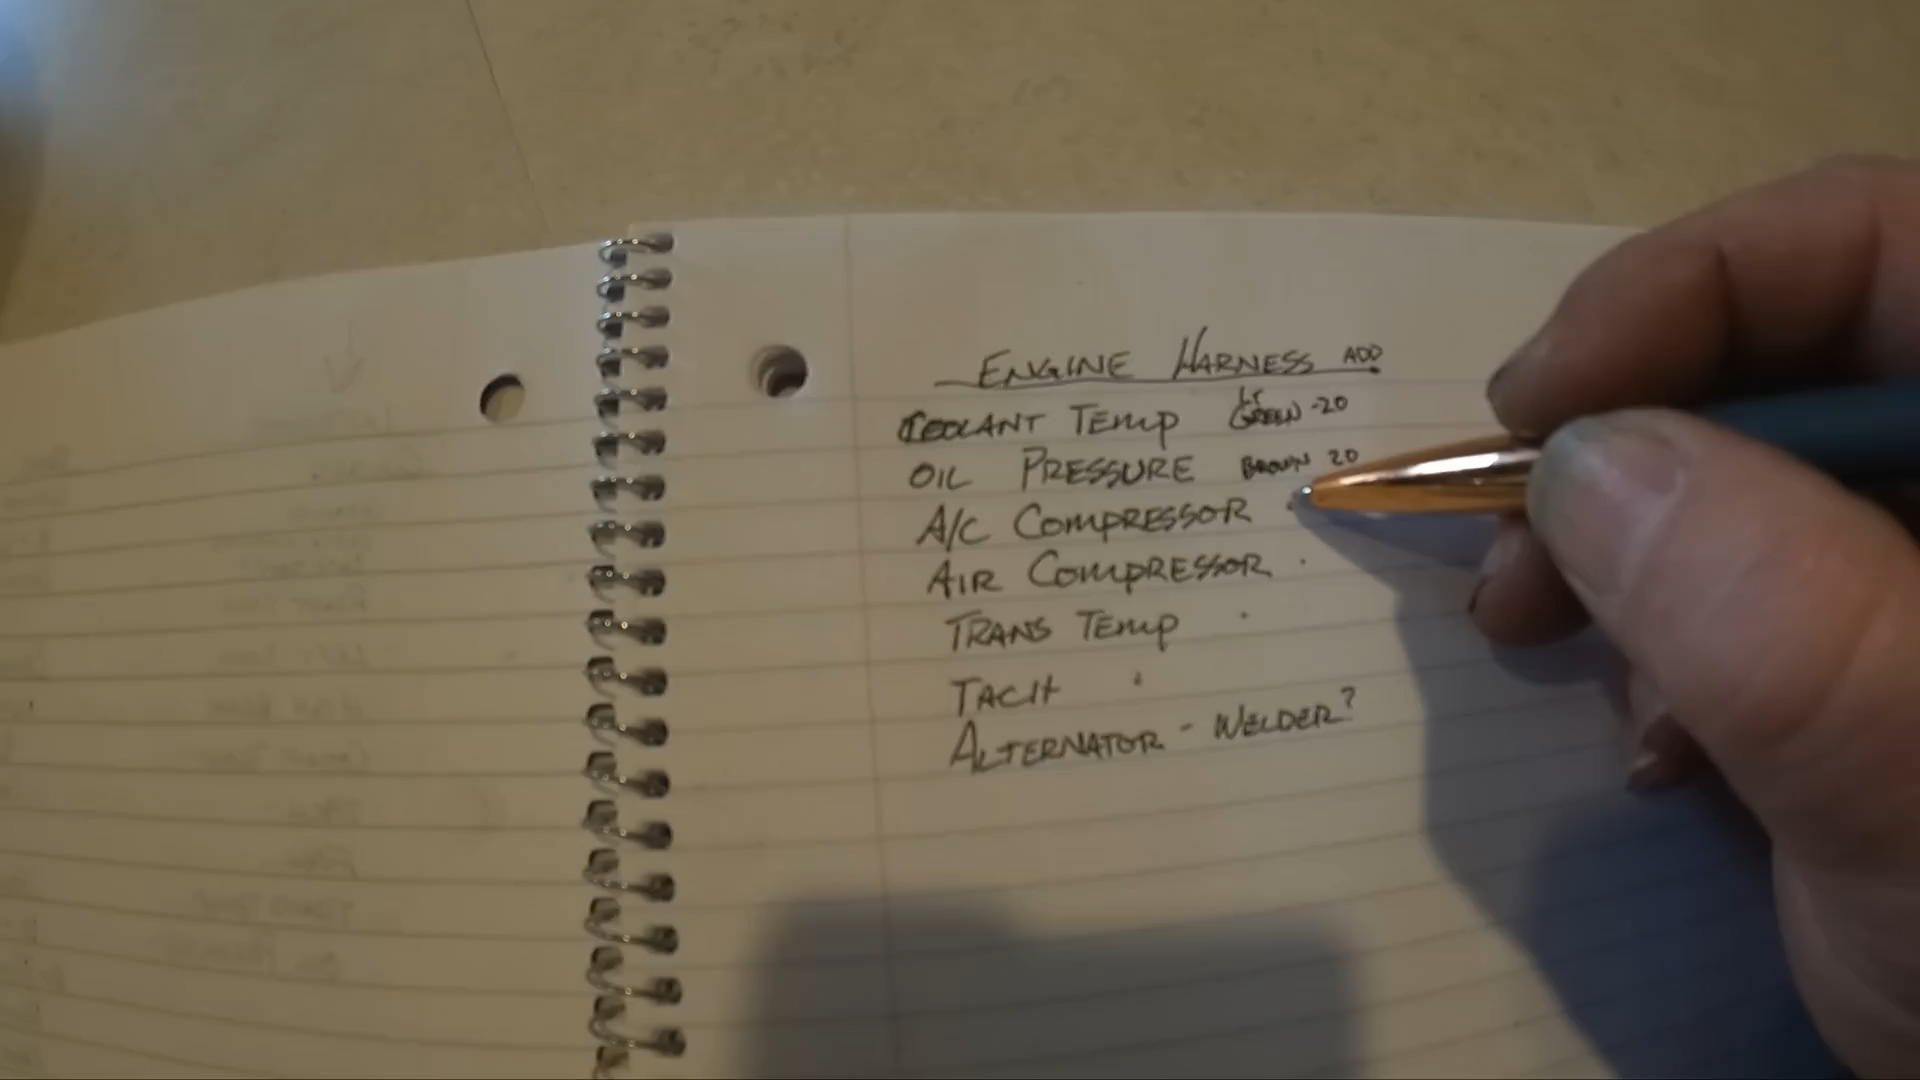 ENGINE HARNESS ADD
COOLANT TEMP LT GREEN -20
OIL PRESSURE BROWN 20
A/C COMPRESSOR
AIR COMPRESSOR
TRANS TEMP
TACH
ALTERNATOR - WELDER?